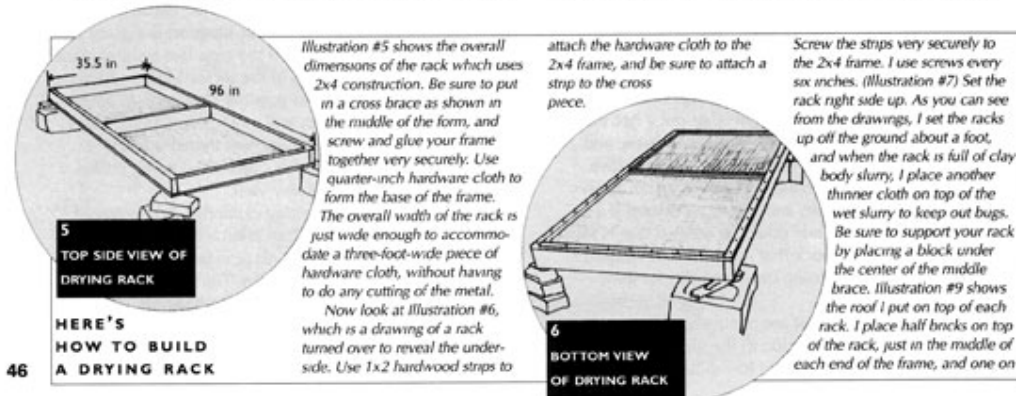 35.5 in
96 in
5
TOP SIDE VIEW OF
DRYING RACK
HERE'S
HOW TO BUILD
A DRYING RACK
46
Illustration #5 shows the overall
dimensions of the rack which uses
2x4 construction. Be sure to put
in a cross brace as shown in
the middle of the form, and
screw and glue your frame
together very securely. Use
quarter-inch hardware cloth to
form the base of the frame.
The overall width of the rack is
just wide enough to accommo-
date a three-foot-wide piece of
hardware cloth, without having
to do any cutting of the metal.
Now look at Illustration #6,
which is a drawing of a rack
turned over to reveal the under-
side. Use 1x2 hardwood strips to
attach the hardware cloth to the
2x4 frame, and be sure to attach a
strip to the cross
piece.
6
BOTTOM VIEW
OF DRYING RACK
Screw the strips very securely to
the 2x4 frame. I use screws every
six inches. (Illustration #7) Set the
rack right side up. As you can see
from the drawings, I set the racks
up off the ground about a foot,
and when the rack is full of clay
body slurry, I place another
thinner cloth on top of the
wet slurry to keep out bugs.
Be sure to support your rack
by placing a block under
the center of the middle
brace. Illustration #9 shows
the roof I put on top of each
rack. I place half bricks on top
of the rack, just in the middle of
each end of the frame, and one on